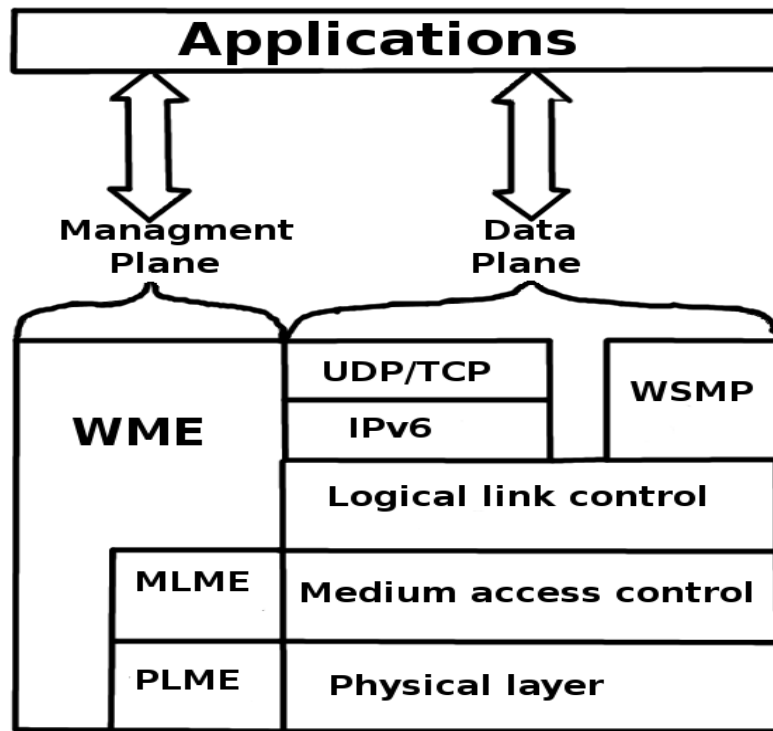 Applications
Managment
Plane
Data
Plane
WME
UDP/TCP
IPv6
WSMP
Logical link control
MLME
Medium access control
PLME
Physical layer